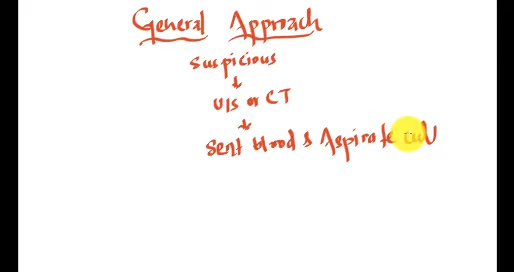 General Approach
Suspicious
↓
U/S or CT
↓
Sent blood & Aspirate